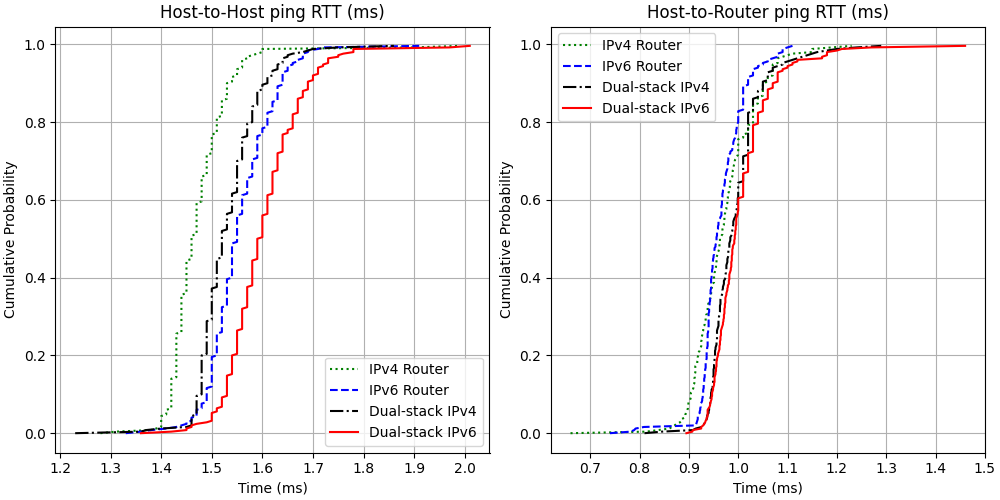 Host-to-Host ping RTT (ms)
Cumulative Probability
1.0
0.8
0.6
0.4
0.2
0.0
1.2 1.3 1.4 1.5 1.6 1.7 1.8 1.9 2.0
Time (ms)
IPv4 Router
IPv6 Router
Dual-stack IPv4
Dual-stack IPv6
Host-to-Router ping RTT (ms)
Cumulative Probability
1.0
0.8
0.6
0.4
0.2
0.0
0.7 0.8 0.9 1.0 1.1 1.2 1.3 1.4 1.5
Time (ms)
IPv4 Router
IPv6 Router
Dual-stack IPv4
Dual-stack IPv6